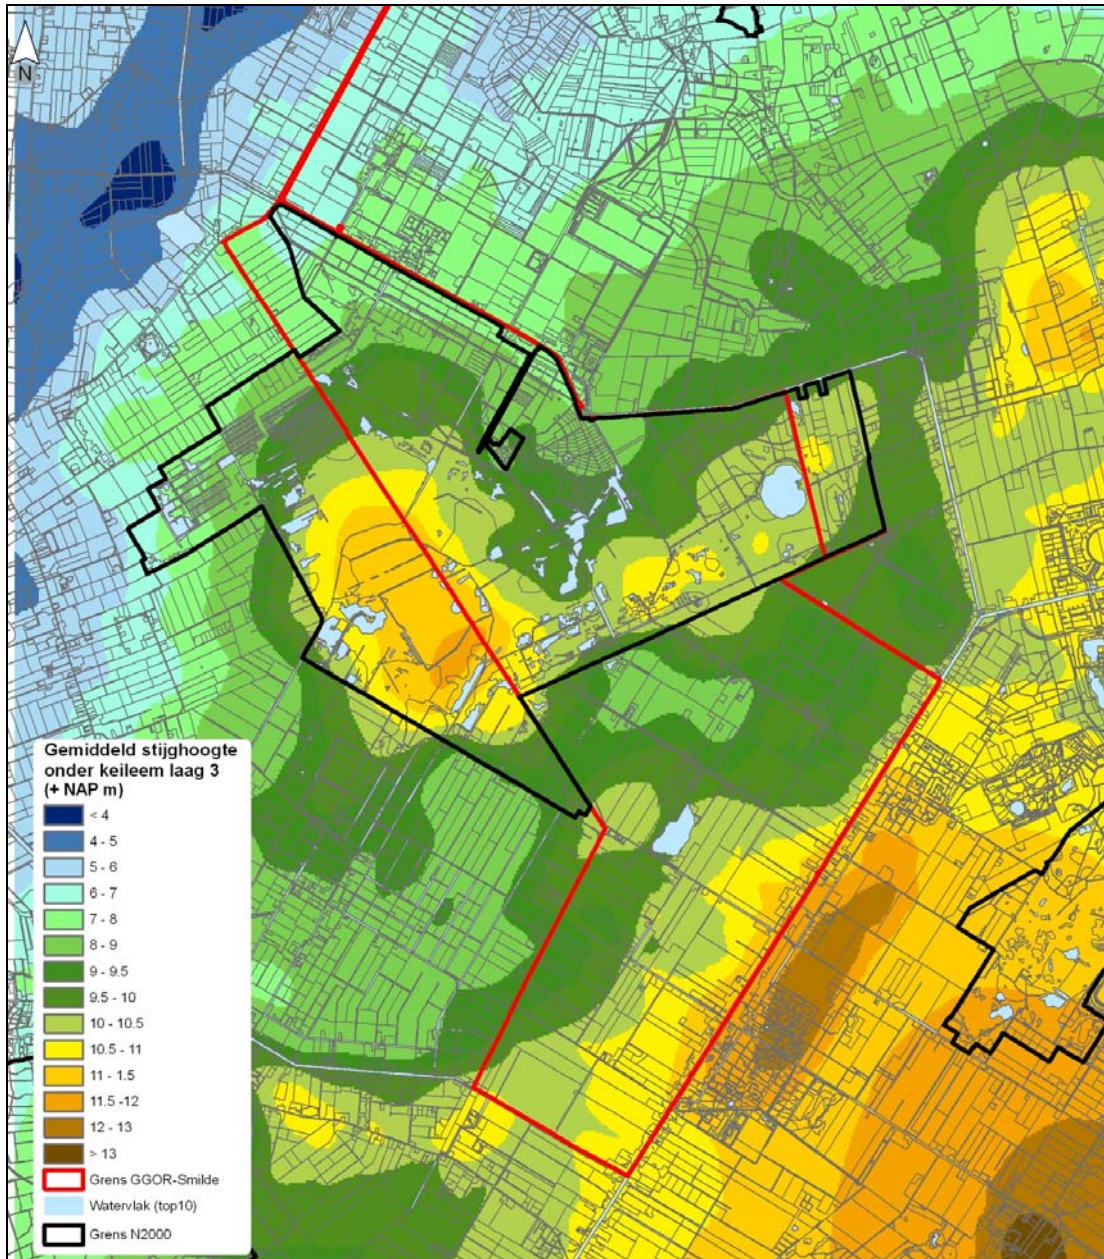 N
Gemiddeld stijghoogte
onder keileem laag 3
(+ NAP m)
< 4
4 - 5
5 - 6
6 - 7
7 - 8
8 - 9
9 - 9.5
9.5 - 10
10 - 10.5
10.5 - 11
11 - 1.5
11.5 -12
12 - 13
> 13
Grens GGOR-Smilde
Watervlak (top10)
Grens N2000